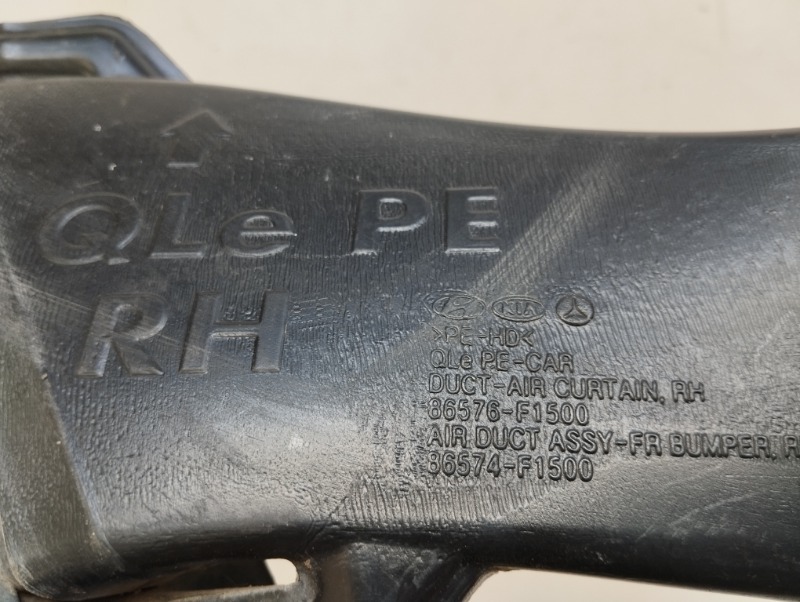 QLe PE
RH
KIA
>PE-HD<
QLe PE-CAR
DUCT-AIR CURTAIN, RH
86576-F1500
AIR DUCT ASSY-FR BUMPER, R
86574-F1500